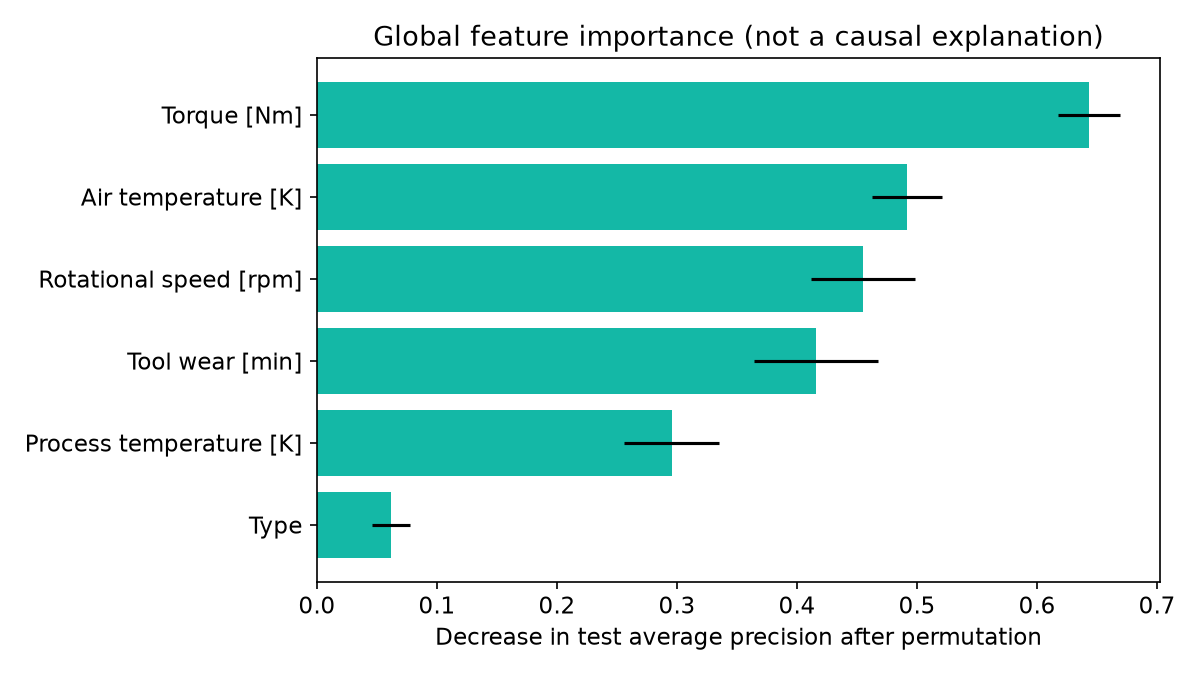 Global feature importance (not a causal explanation)
Torque [Nm]
Air temperature [K]
Rotational speed [rpm]
Tool wear [min]
Process temperature [K]
Type
0.0 0.1 0.2 0.3 0.4 0.5 0.6 0.7
Decrease in test average precision after permutation